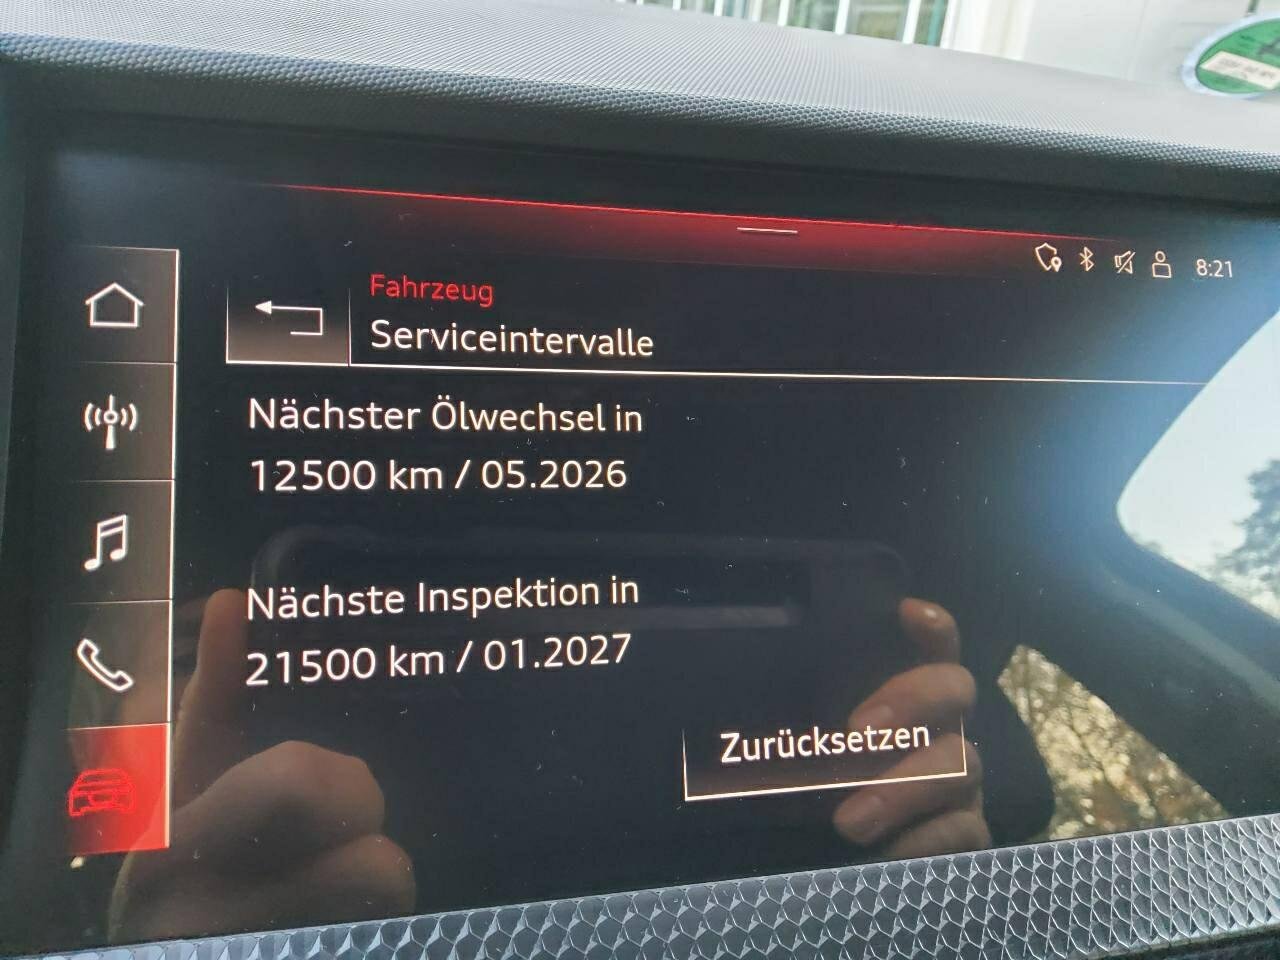 8:21
Fahrzeug
Serviceintervalle
Nächster Ölwechsel in
12500 km / 05.2026
Nächste Inspektion in
21500 km / 01.2027
Zurücksetzen